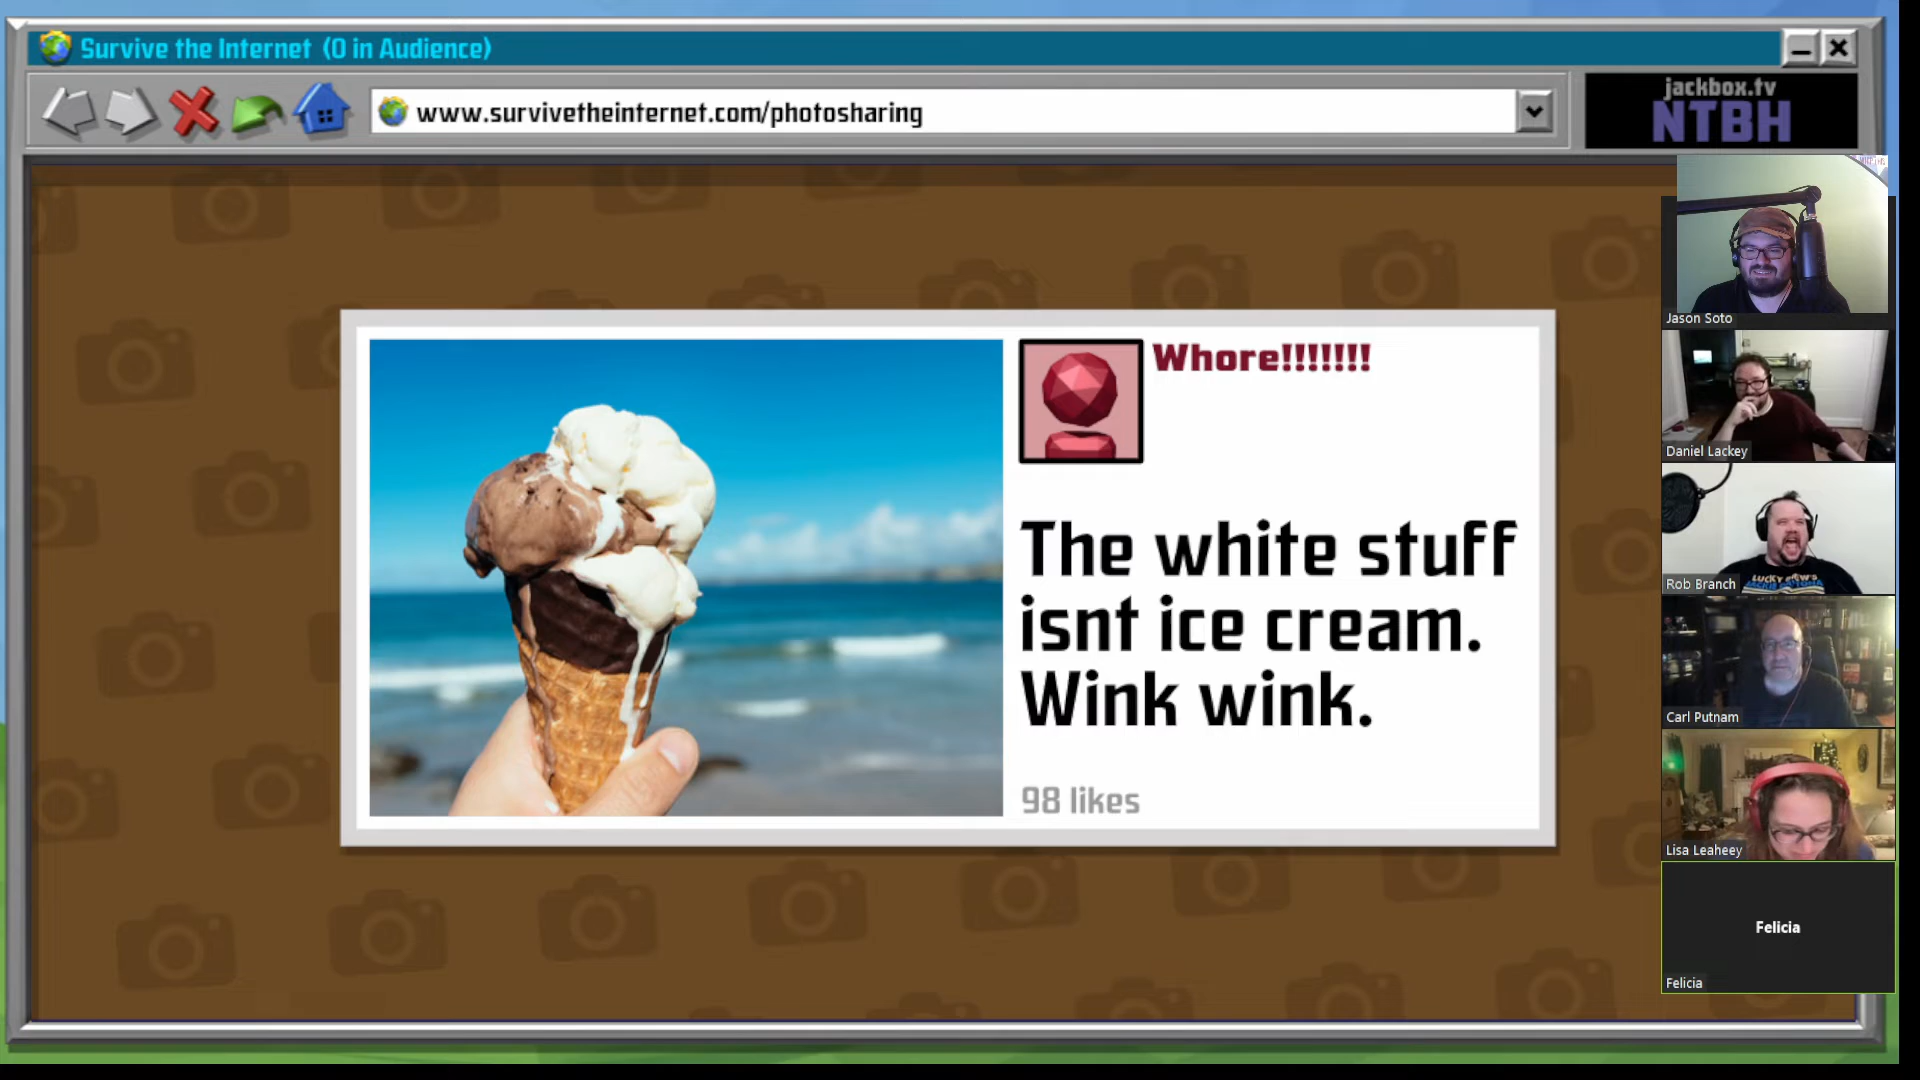 Survive the Internet (0 in Audience)
www.survivetheinternet.com/photosharing
jackbox.tv
NTBH
Whore!!!!!!!
The white stuff
isnt ice cream.
Wink wink.
98 likes
Jason Soto
Daniel Lackey
Rob Branch
Carl Putnam
Lisa Leaheey
Felicia
Felicia